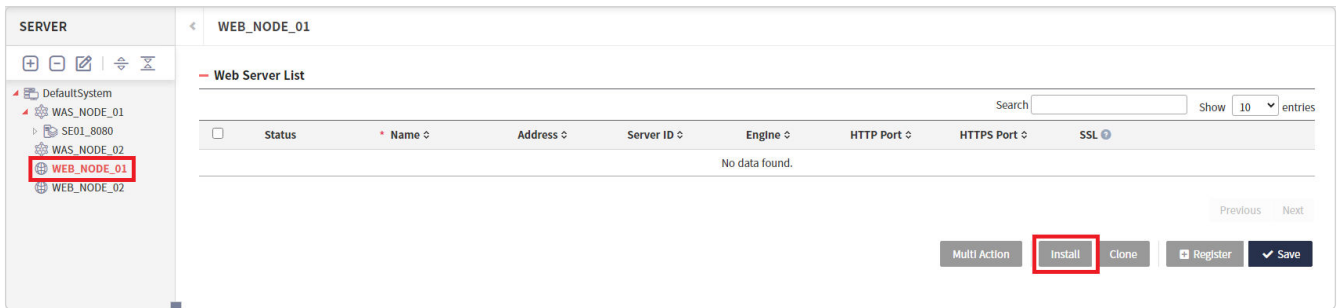 SERVER
WEB_NODE_01
DefaultSystem
WAS_NODE_01
SE01_8080
WAS_NODE_02
WEB_NODE_01
WEB_NODE_02
Web Server List
Search Show 10 entries
Status * Name Address Server ID Engine HTTP Port HTTPS Port SSL
No data found.
Previous Next
Multi Action Install Clone Register Save